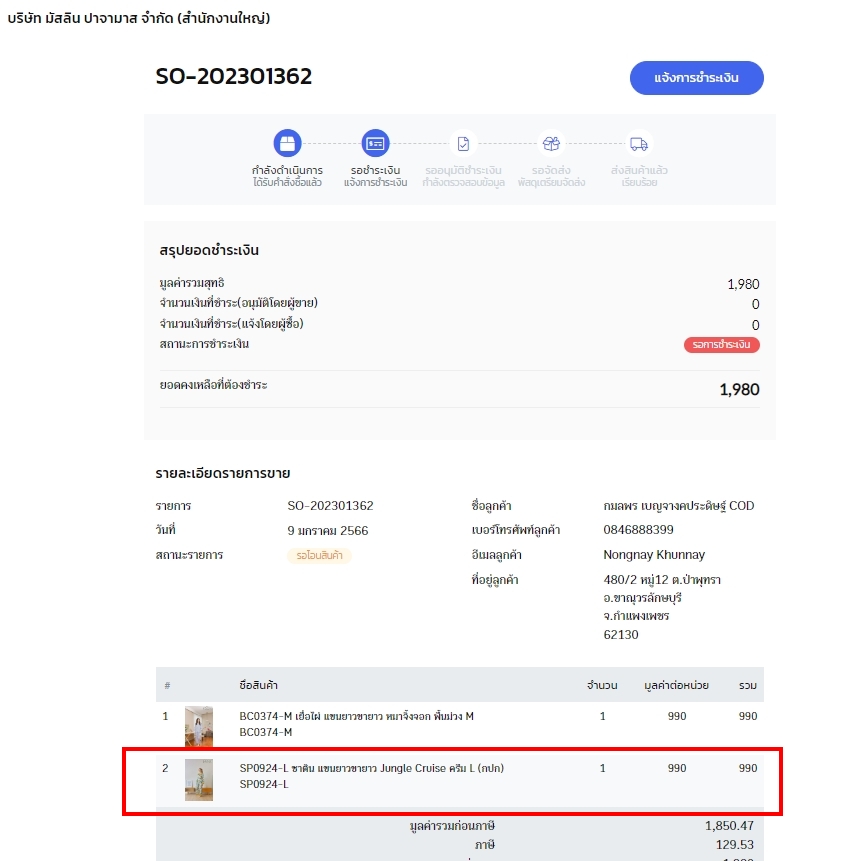 บริษัท มัสลิน ปาจามาส จำกัด (สำนักงานใหญ่)
SO-202301362
แจ้งการชำระเงิน
กำลังดำเนินการ
ได้รับคำสั่งซื้อแล้ว
รอชำระเงิน
แจ้งการชำระเงิน
รออนุมัติชำระเงิน
กำลังตรวจสอบข้อมูล
รอจัดส่ง
พัสดุเตรียมจัดส่ง
ส่งสินค้าแล้ว
เรียบร้อย
สรุปยอดชำระเงิน
มูลค่ารวมสุทธิ 1,980
จำนวนเงินที่ชำระ(อนุมัติโดยผู้ขาย) 0
จำนวนเงินที่ชำระ(แจ้งโดยผู้ซื้อ) 0
สถานะการชำระเงิน รอการชำระเงิน
ยอดคงเหลือที่ต้องชำระ 1,980
รายละเอียดรายการขาย
รายการ SO-202301362
วันที่ 9 มกราคม 2566
สถานะรายการ รอโอนสินค้า
ชื่อลูกค้า กมลพร เบญจางคประดิษฐ์ COD
เบอร์โทรศัพท์ลูกค้า 0846888399
อีเมลลูกค้า Nongnay Khunnay
ที่อยู่ลูกค้า 480/2 หมู่12 ต.ป่าพุทรา
อ.ขาณุวรลักษบุรี
จ.กำแพงเพชร
62130
# ชื่อสินค้า จำนวน มูลค่าต่อหน่วย รวม
1 BC0374-M เยื่อไผ่ แขนยาวขายาว หมาจิ้งจอก พื้นม่วง M 1 990 990
BC0374-M
2 SP0924-L ซาติน แขนยาวขายาว Jungle Cruise ครีม L (กปก) 1 990 990
SP0924-L
มูลค่ารวมก่อนภาษี 1,850.47
ภาษี 129.53